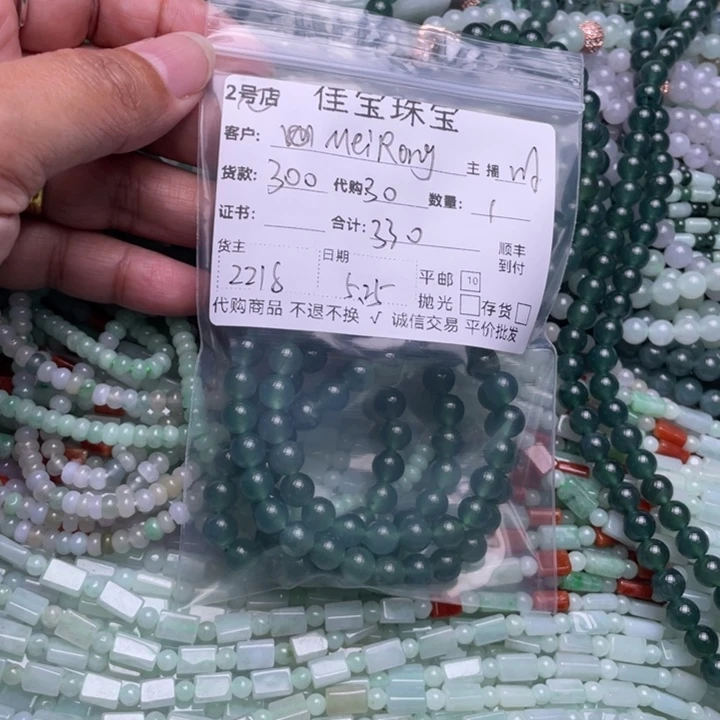 2号店 佳宝珠宝
客户: MeiRong 主播
货款: 300 代购 30 数量: 1
证书: 合计: 330 顺丰到付
货主 2218 日期 5.25 平邮 10
抛光 存货
代购商品 不退不换 √ 诚信交易 平价批发